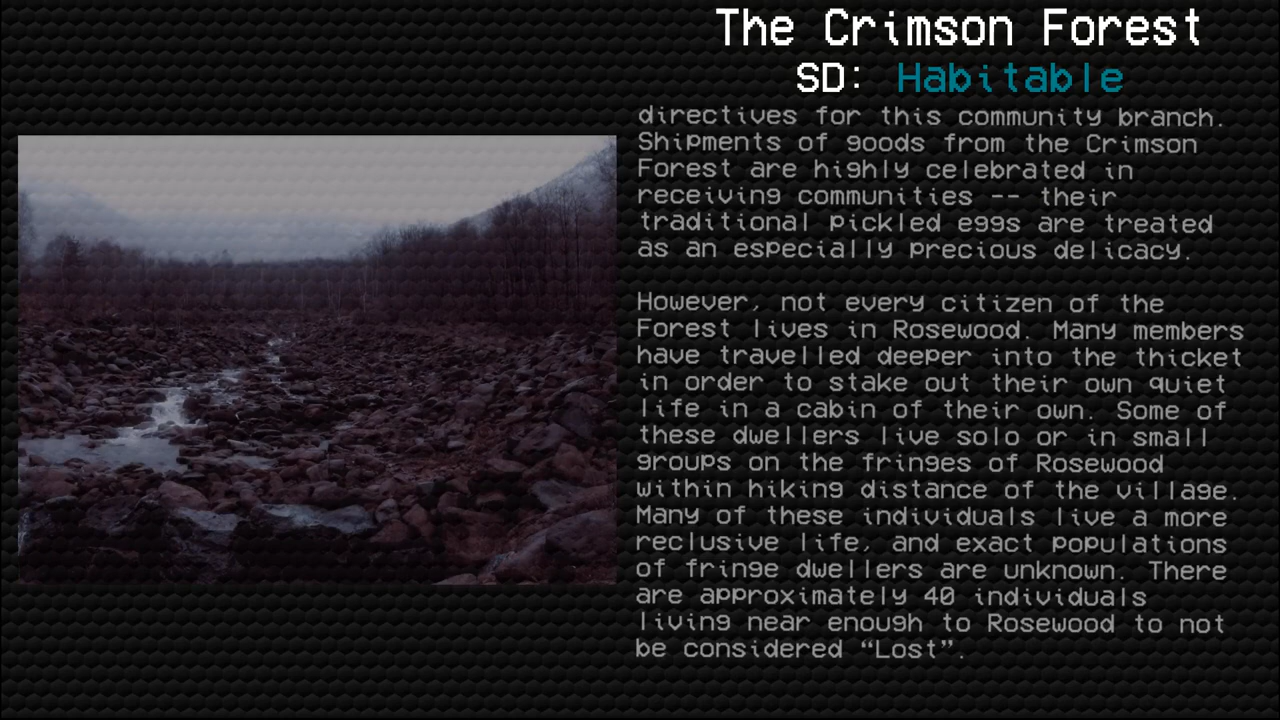 The Crimson Forest
SD: Habitable
directives for this community branch.
Shipments of goods from the Crimson
Forest are highly celebrated in
receiving communities -- their
traditional pickled eggs are treated
as an especially precious delicacy.
However, not every citizen of the
Forest lives in Rosewood. Many members
have travelled deeper into the thicket
in order to stake out their own quiet
life in a cabin of their own. Some of
these dwellers live solo or in small
groups on the fringes of Rosewood
within hiking distance of the village.
Many of these individuals live a more
reclusive life, and exact populations
of fringe dwellers are unknown. There
are approximately 40 individuals
living near enough to Rosewood to not
be considered “Lost”.